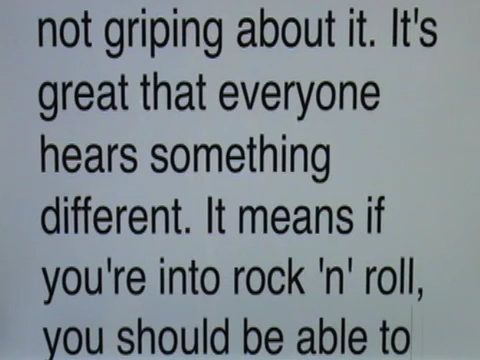 not griping about it. It's
great that everyone
hears something
different. It means if
you're into rock 'n' roll,
you should be able to